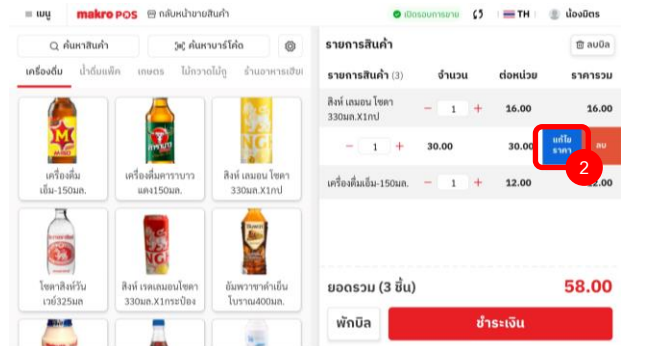 เมนู makro POS กลับหน้าขายสินค้า เปิดรอบการขาย TH น้องมิตร
ค้นหาสินค้า ค้นหาบาร์โค้ด
เครื่องดื่ม น้ำดื่มแพ็ค เกษตร ไม้กวาดไม้ถู ร้านอาหารเฮีย
เครื่องดื่ม
เอ็ม-150มล.
เครื่องดื่มคาราบาว
แดง150มล.
สิงห์ เลมอน โซดา
330มล.X1กป
โซดาสิงห์วัน
เวย์325มล
สิงห์ เรดเลมอนโซดา
330มล.X1กระป๋อง
อัมพวาชาดำเย็น
โบราณ400มล.
รายการสินค้า ลบบิล
รายการสินค้า (3) จำนวน ต่อหน่วย ราคารวม
สิงห์ เลมอน โซดา
330มล.X1กป
− 1 + 16.00 16.00
− 1 + 30.00 30.00 แก้ไข
ราคา ลบ
2
เครื่องดื่มเอ็ม-150มล. − 1 + 12.00 12.00
ยอดรวม (3 ชิ้น) 58.00
พักบิล ชำระเงิน